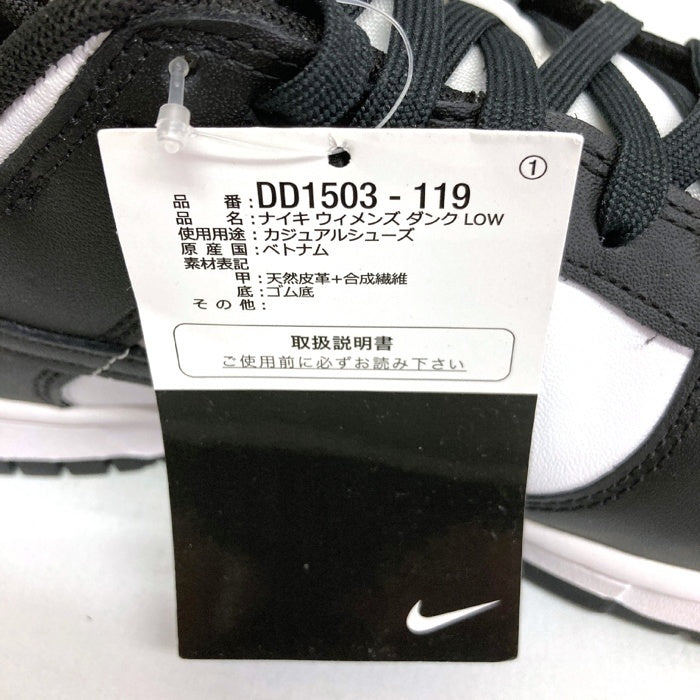 ①
品番:DD1503 - 119
品名:ナイキ ウィメンズ ダンク LOW
使用用途:カジュアルシューズ
原産国:ベトナム
素材表記
甲:天然皮革+合成繊維
底:ゴム底
その他:
取扱説明書
ご使用前に必ずお読み下さい